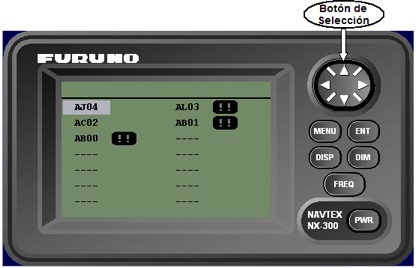 Botón de
Selección
FURUNO
AJ04 AL03 !!
AC02 AB01 !!
AB00 !! ----
---- ----
---- ----
---- ----
---- ----
MENU ENT
DISP DIM
FREQ
NAVTEX
NX-300 PWR